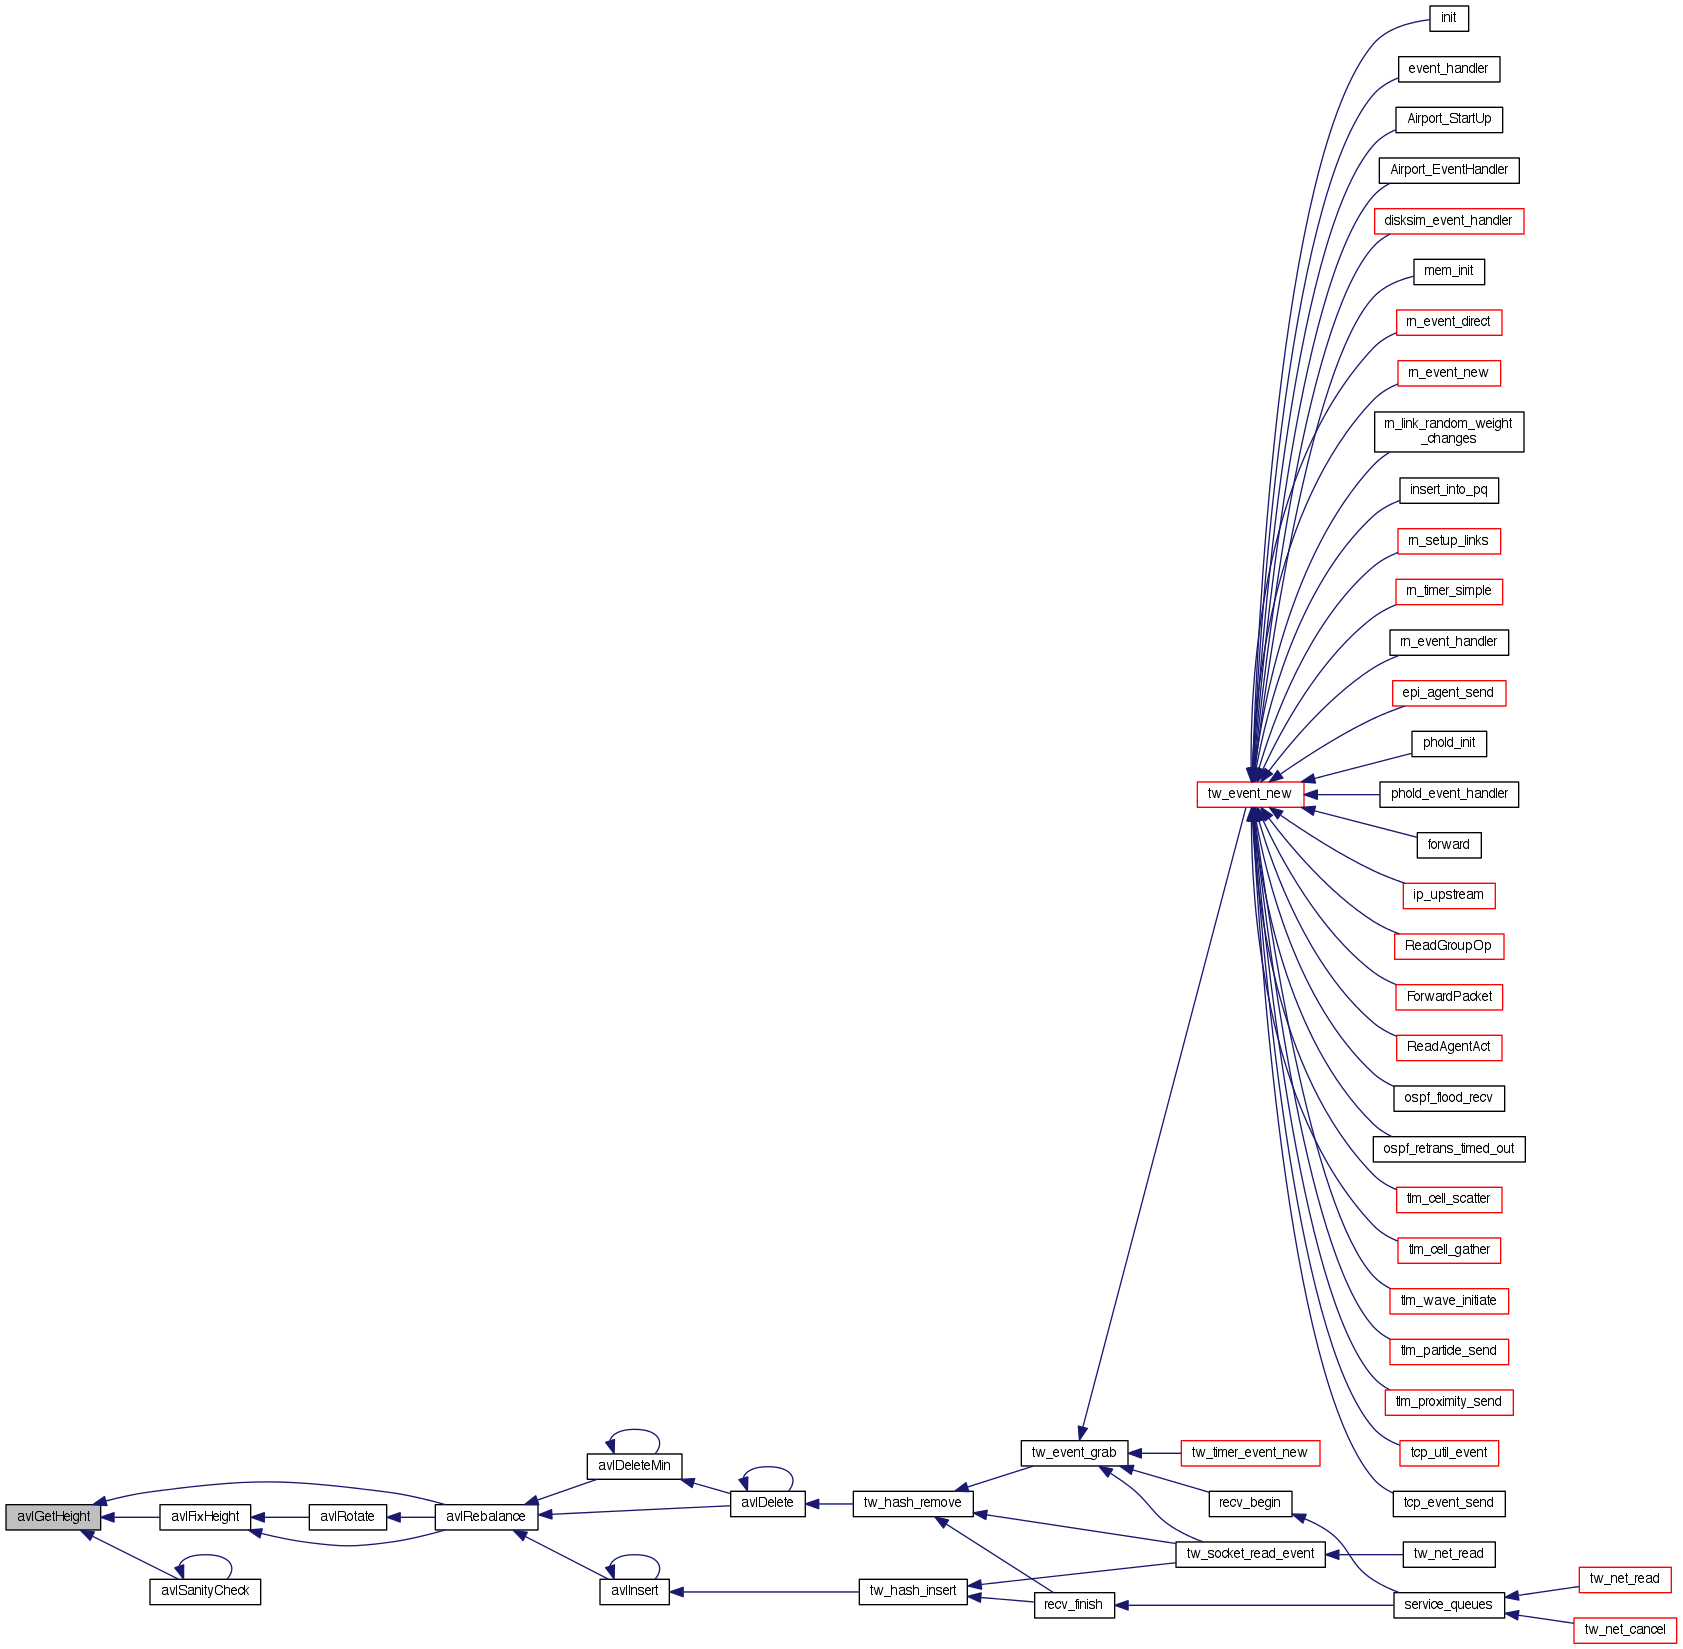 init
event_handler
Airport_StartUp
Airport_EventHandler
disksim_event_handler
mem_init
rn_event_direct
rn_event_new
rn_link_random_weight
_changes
insert_into_pq
rn_setup_links
rn_timer_simple
rn_event_handler
epi_agent_send
phold_init
tw_event_new
phold_event_handler
forward
ip_upstream
ReadGroupOp
ForwardPacket
ReadAgentAct
ospf_flood_recv
ospf_retrans_timed_out
tlm_cell_scatter
tlm_cell_gather
tlm_wave_initiate
tlm_particle_send
tlm_proximity_send
tcp_util_event
tcp_event_send
tw_event_grab
tw_timer_event_new
avlDeleteMin
avlDelete
tw_hash_remove
recv_begin
avlGetHeight
avlFixHeight
avlRotate
avlRebalance
tw_socket_read_event
tw_net_read
avlSanityCheck
avlInsert
tw_hash_insert
recv_finish
service_queues
tw_net_read
tw_net_cancel